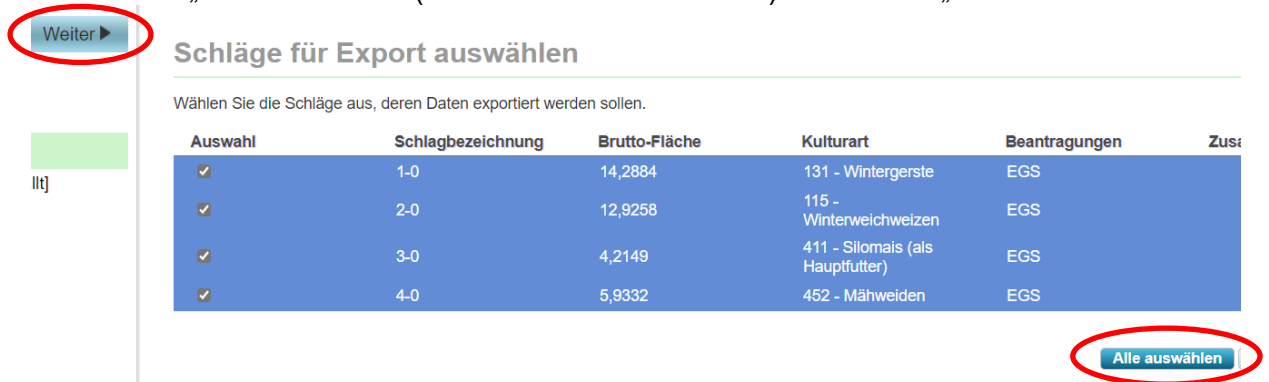 Weiter
Schläge für Export auswählen
Wählen Sie die Schläge aus, deren Daten exportiert werden sollen.
Auswahl Schlagbezeichnung Brutto-Fläche Kulturart Beantragungen Zusa
llt]
1-0 14,2884 131 - Wintergerste EGS
2-0 12,9258 115 - Winterweichweizen EGS
3-0 4,2149 411 - Silomais (als Hauptfutter) EGS
4-0 5,9332 452 - Mähweiden EGS
Alle auswählen